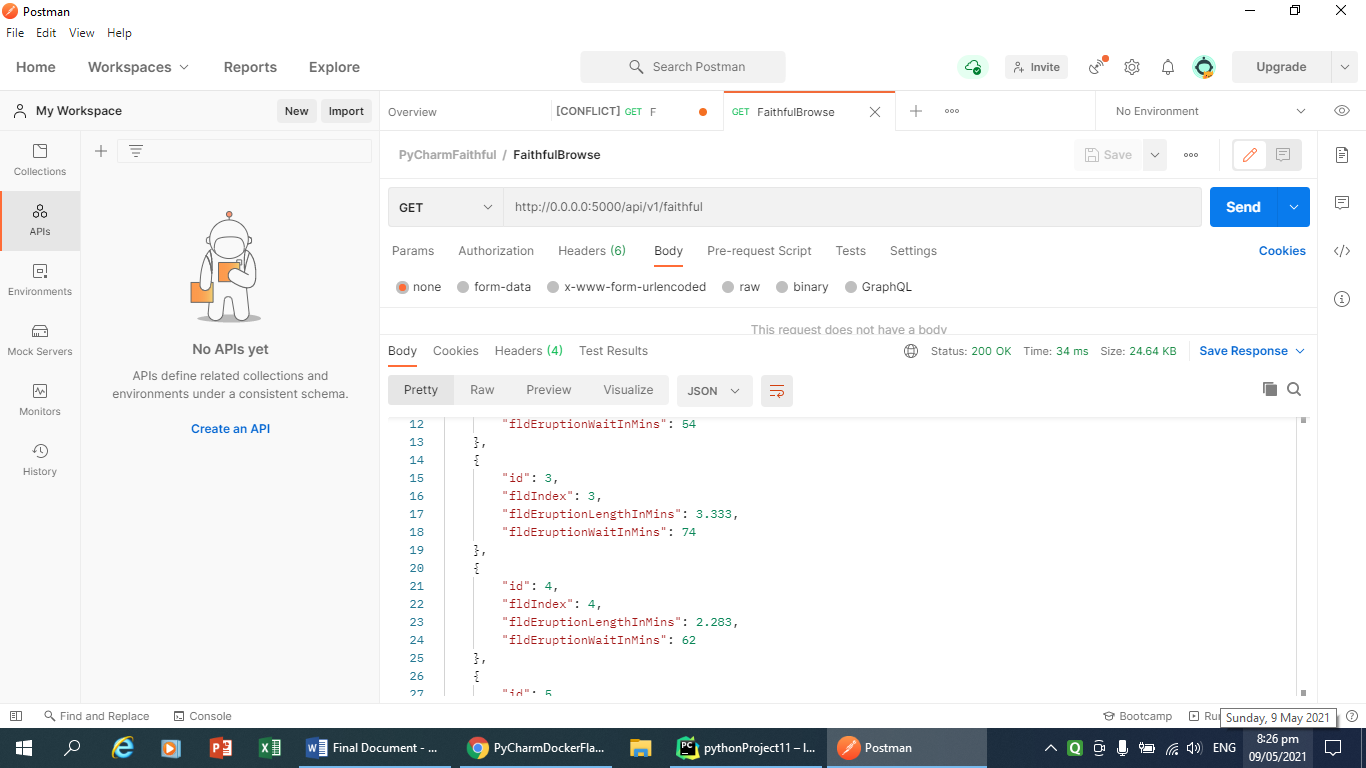 Postman
File Edit View Help
Home Workspaces Reports Explore Search Postman Invite Upgrade
My Workspace New Import Overview [CONFLICT] GET F GET FaithfulBrowse No Environment
PyCharmFaithful / FaithfulBrowse Save
Collections
GET http://0.0.0.0:5000/api/v1/faithful Send
APIs
Params Authorization Headers (6) Body Pre-request Script Tests Settings Cookies
Environments
none form-data x-www-form-urlencoded raw binary GraphQL
This request does not have a body
Mock Servers
No APIs yet
Body Cookies Headers (4) Test Results Status: 200 OK Time: 34 ms Size: 24.64 KB Save Response
APIs define related collections and
environments under a consistent schema.
Pretty Raw Preview Visualize JSON
Monitors
Create an API
History
12 "fldEruptionWaitInMins": 54
13 },
14 {
15 "id": 3,
16 "fldIndex": 3,
17 "fldEruptionLengthInMins": 3.333,
18 "fldEruptionWaitInMins": 74
19 },
20 {
21 "id": 4,
22 "fldIndex": 4,
23 "fldEruptionLengthInMins": 2.283,
24 "fldEruptionWaitInMins": 62
25 },
26 {
27 "id": 5
Find and Replace Console Bootcamp Sunday, 9 May 2021
Final Document - ... PyCharmDockerFla... pythonProject11 – I... Postman ENG 8:26 pm
09/05/2021